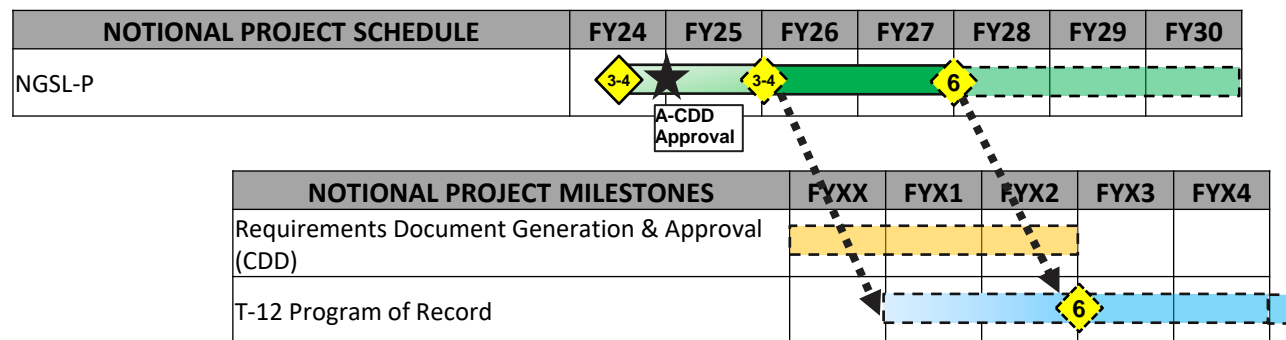 NOTIONAL PROJECT SCHEDULE FY24 FY25 FY26 FY27 FY28 FY29 FY30
NGSL-P 3-4 3-4 6
A-CDD
Approval
NOTIONAL PROJECT MILESTONES FYXX FYX1 FYX2 FYX3 FYX4
Requirements Document Generation & Approval
(CDD)
T-12 Program of Record 6